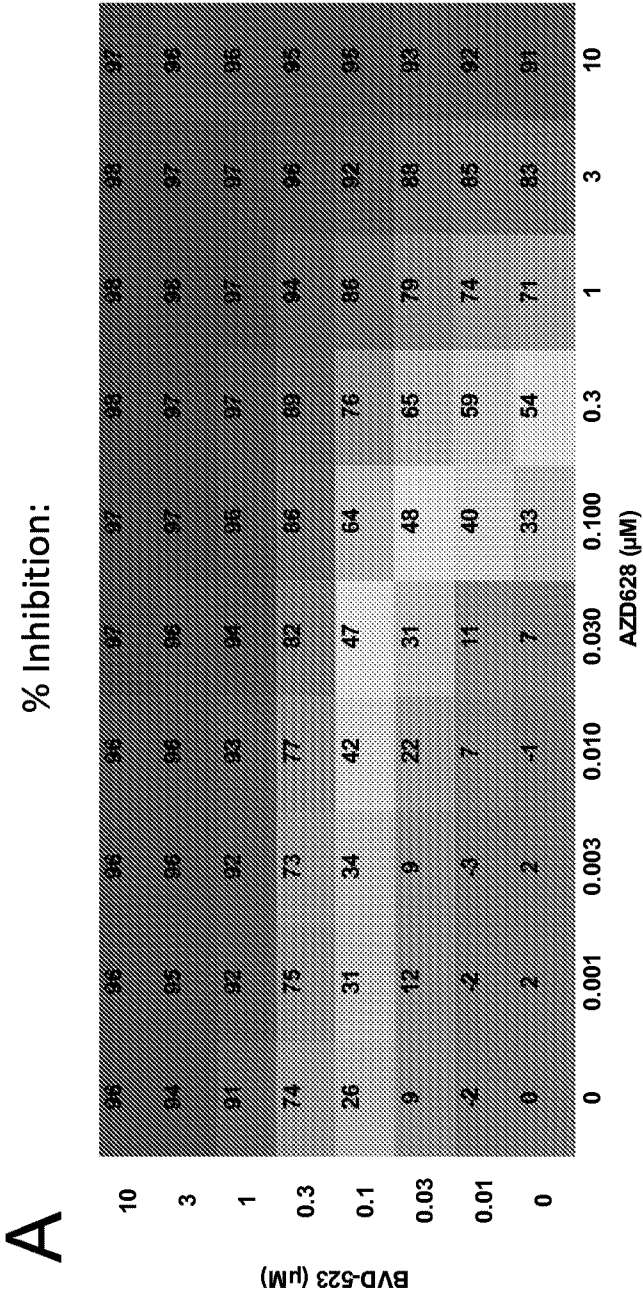 A
% Inhibition:
BVD-523 (µM)
10 96 96 96 96 97 97 98 98 98 97
3 94 95 96 96 96 97 97 98 97 96
1 91 92 92 93 94 96 97 97 97 96
0.3 74 75 73 77 82 86 89 94 96 95
0.1 26 31 34 42 47 64 76 86 92 95
0.03 9 12 9 22 31 48 65 79 88 93
0.01 -2 -2 -3 7 11 40 59 74 85 92
0 0 2 2 -1 7 33 54 71 83 91
0 0.001 0.003 0.010 0.030 0.100 0.3 1 3 10
AZD628 (µM)